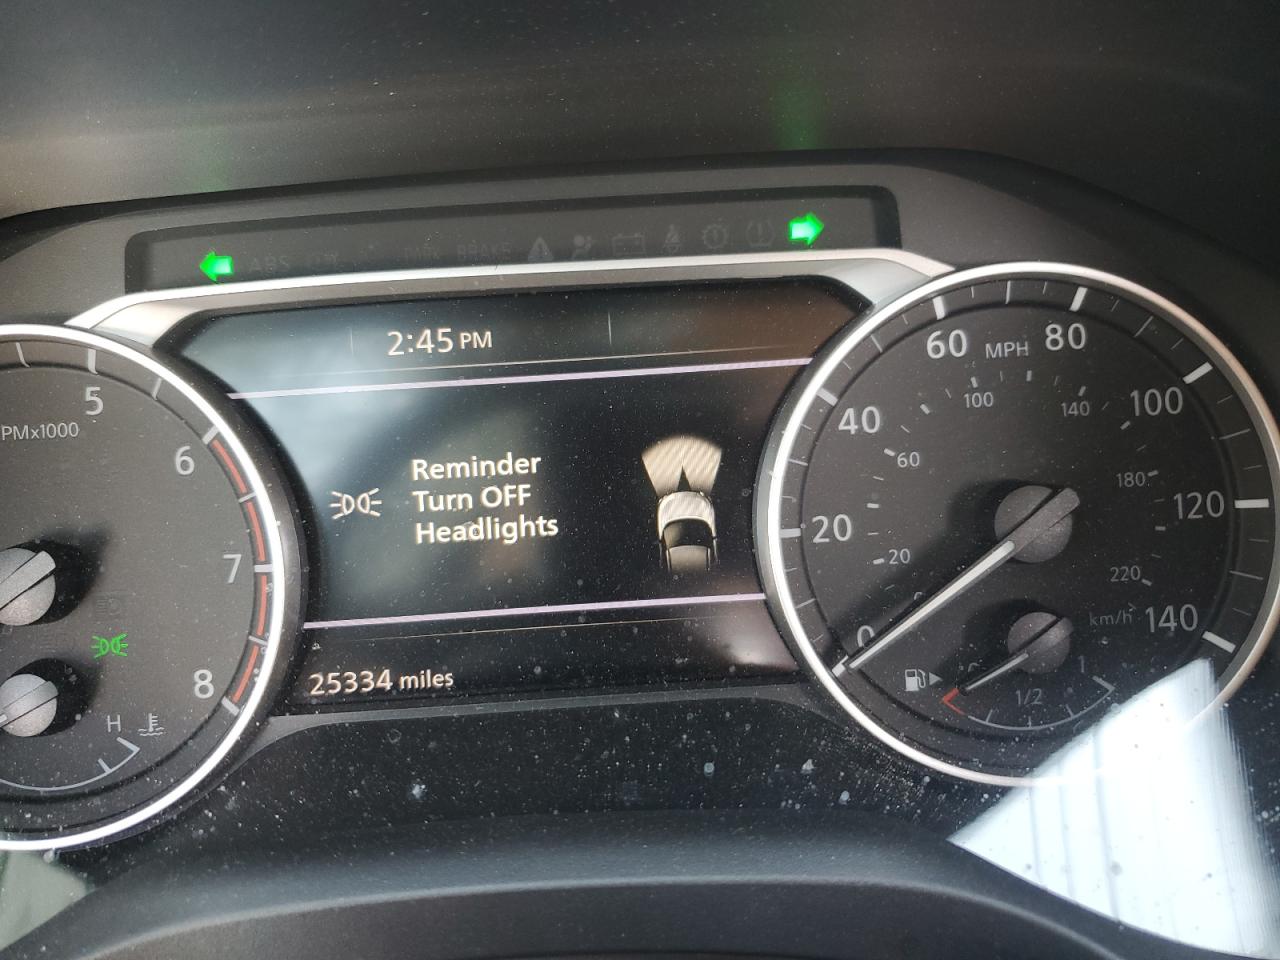 ABS
PARK BRAKE
2:45 PM
Reminder
Turn OFF
Headlights
25334 miles
5
PMx1000
6
7
8
H
60 MPH 80
40 100 140 100
60
180
20 120
20
220
km/h 140
0
1
1/2